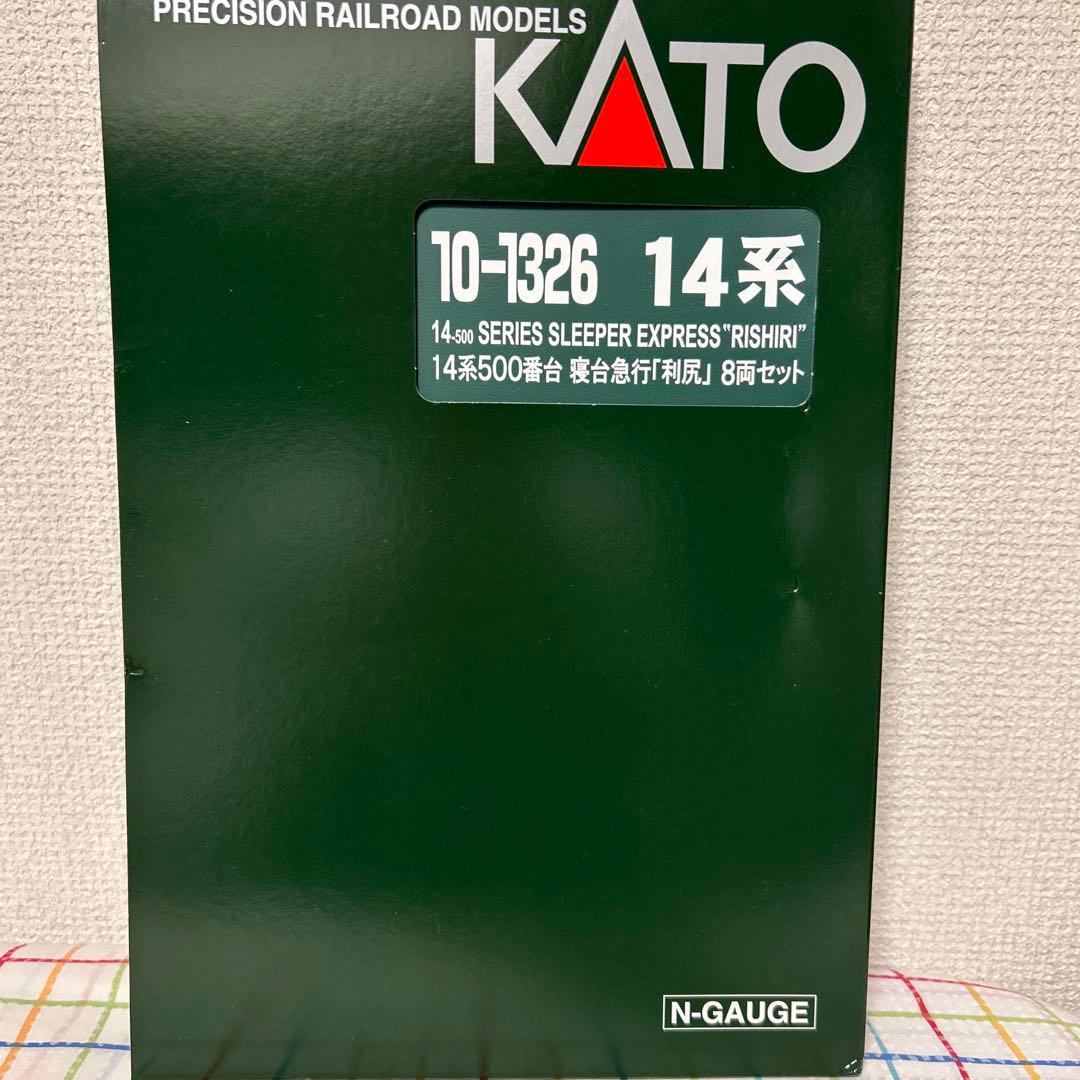 PRECISION RAILROAD MODELS
KATO
10-1326 14系
14-500 SERIES SLEEPER EXPRESS "RISHIRI"
14系500番台 寝台急行「利尻」 8両セット
N-GAUGE